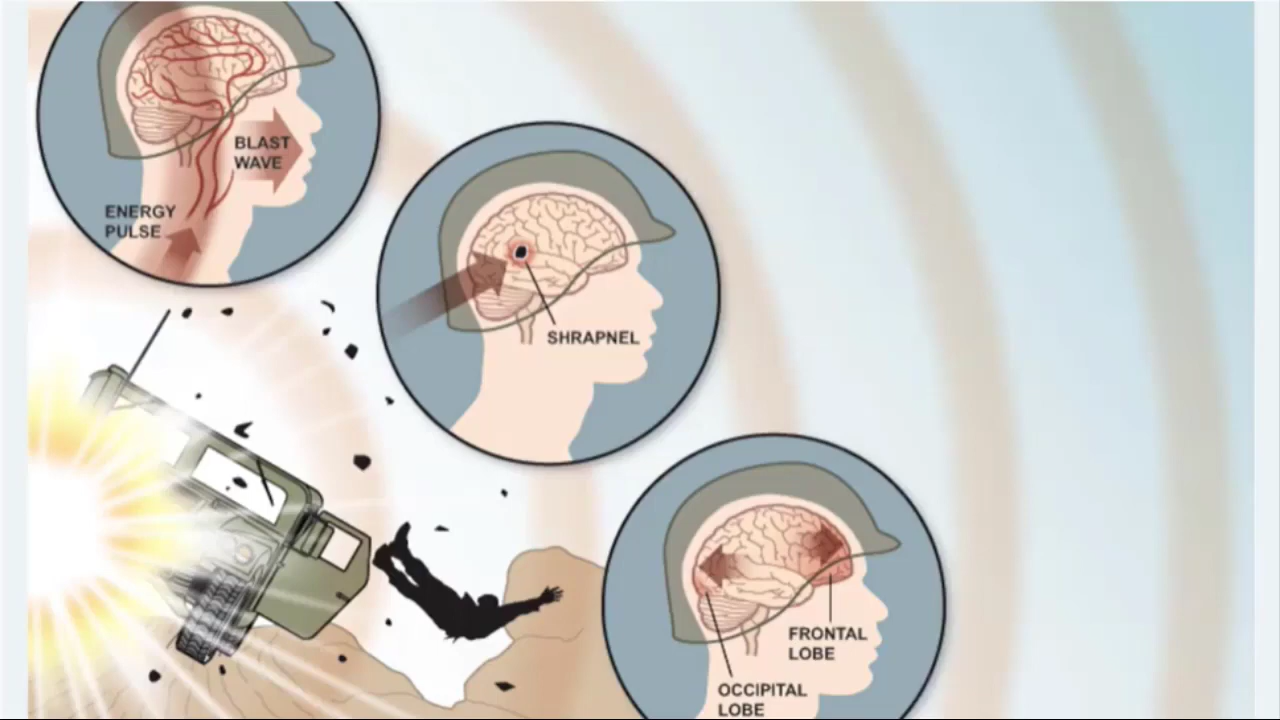 BLAST
WAVE
ENERGY
PULSE
SHRAPNEL
FRONTAL
LOBE
OCCIPITAL
LOBE